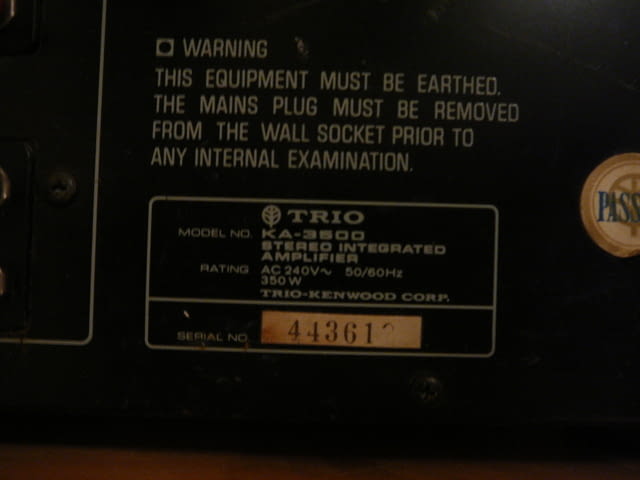 WARNING
THIS EQUIPMENT MUST BE EARTHED.
THE MAINS PLUG MUST BE REMOVED
FROM THE WALL SOCKET PRIOR TO
ANY INTERNAL EXAMINATION.
TRIO
MODEL NO. KA-3500
STEREO INTEGRATED
AMPLIFIER
RATING AC 240V~ 50/60Hz
350W
TRIO-KENWOOD CORP.
SERIAL NO. 44361
PASS